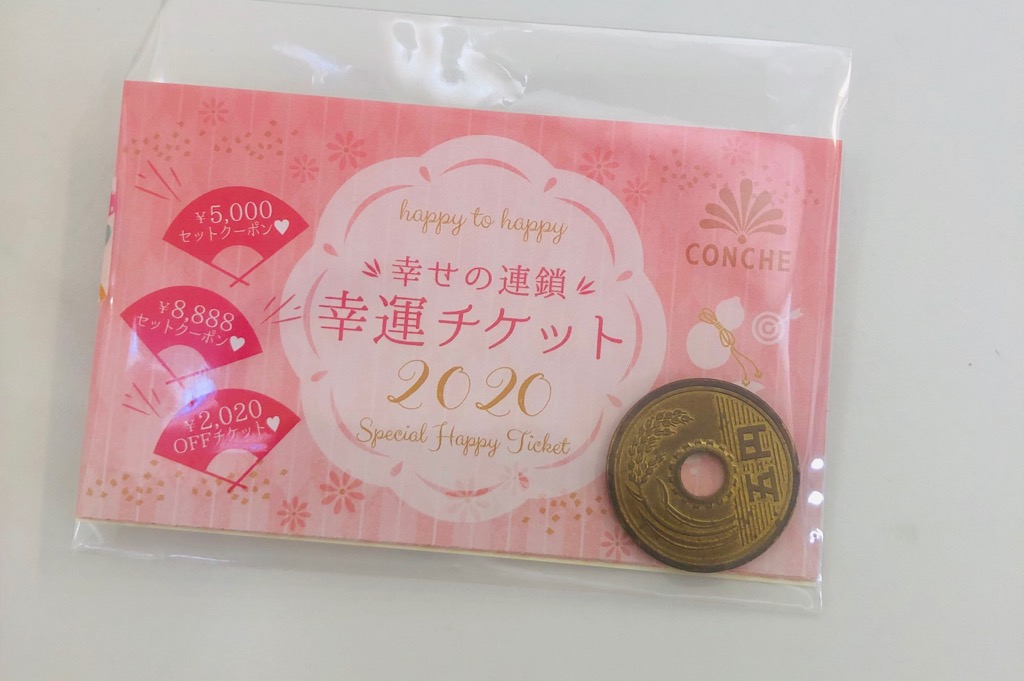 ¥5,000
セットクーポン
¥8,888
セットクーポン
¥2,020
OFFチケット
happy to happy
幸せの連鎖
幸運チケット
2020
Special Happy Ticket
CONCHE
五円